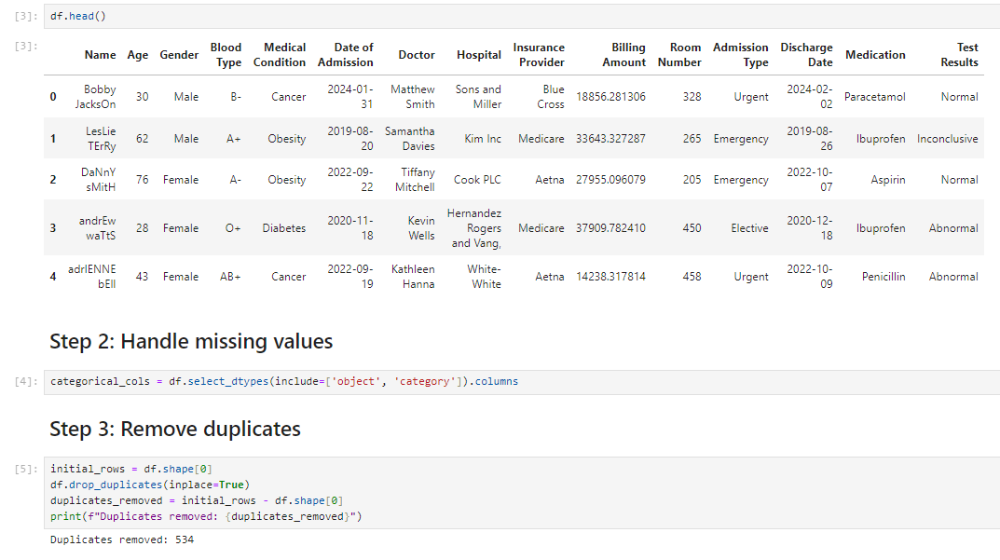 [3]: df.head()
[3]:
Name Age Gender Blood Type Medical Condition Date of Admission Doctor Hospital Insurance Provider Billing Amount Room Number Admission Type Discharge Date Medication Test Results
0 Bobby JacksOn 30 Male B- Cancer 2024-01-31 Matthew Smith Sons and Miller Blue Cross 18856.281306 328 Urgent 2024-02-02 Paracetamol Normal
1 LesLie TErRy 62 Male A+ Obesity 2019-08-20 Samantha Davies Kim Inc Medicare 33643.327287 265 Emergency 2019-08-26 Ibuprofen Inconclusive
2 DaNnY sMitH 76 Female A- Obesity 2022-09-22 Tiffany Mitchell Cook PLC Aetna 27955.096079 205 Emergency 2022-10-07 Aspirin Normal
3 andrEw waTtS 28 Female O+ Diabetes 2020-11-18 Kevin Wells Hernandez Rogers and Vang, Medicare 37909.782410 450 Elective 2020-12-18 Ibuprofen Abnormal
4 adrIENNE bEll 43 Female AB+ Cancer 2022-09-19 Kathleen Hanna White-White Aetna 14238.317814 458 Urgent 2022-10-09 Penicillin Abnormal
Step 2: Handle missing values
[4]: categorical_cols = df.select_dtypes(include=['object', 'category']).columns
Step 3: Remove duplicates
[5]: initial_rows = df.shape[0]
df.drop_duplicates(inplace=True)
duplicates_removed = initial_rows - df.shape[0]
print(f"Duplicates removed: {duplicates_removed}")
Duplicates removed: 534